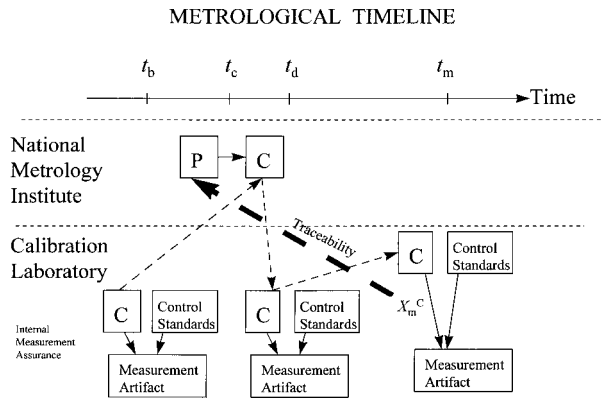 METROLOGICAL TIMELINE
t_b t_c t_d t_m
Time
National
Metrology
Institute
P C
Traceability
Calibration
Laboratory
C
Control
Standards
X_m^C
C
Control
Standards
C
Control
Standards
Internal
Measurement
Assurance
Measurement
Artifact
Measurement
Artifact
Measurement
Artifact